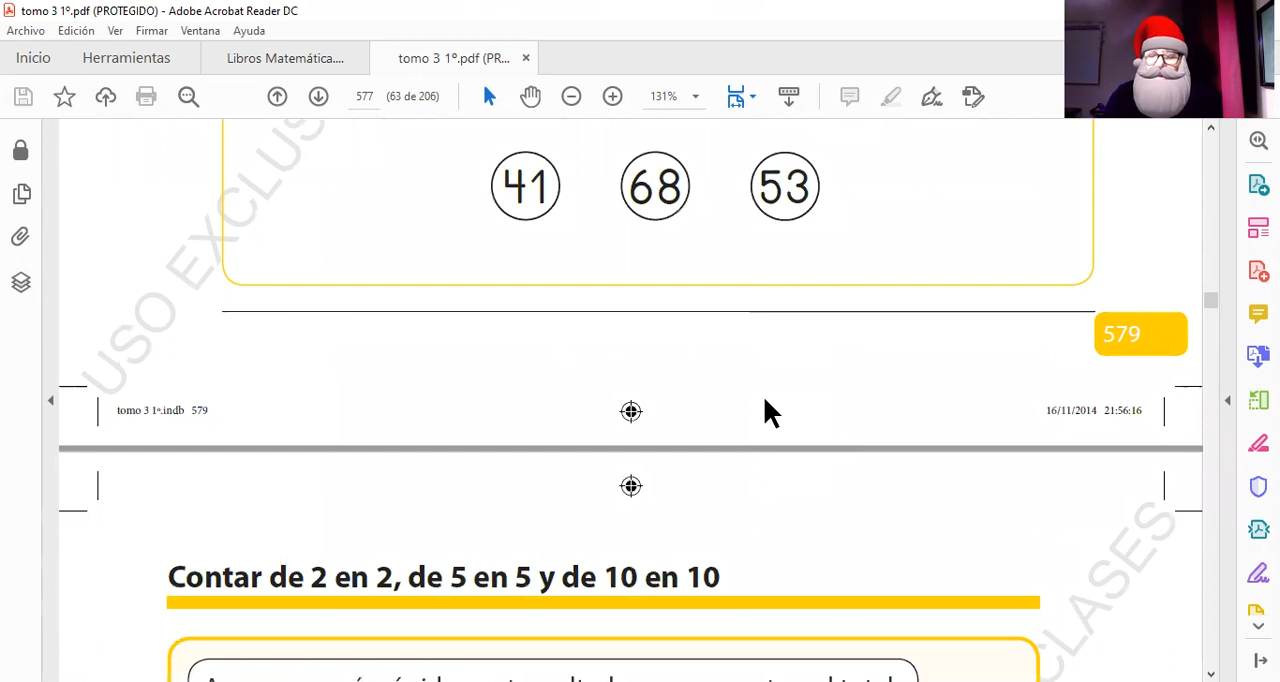 tomo 3 1º.pdf (PROTEGIDO) - Adobe Acrobat Reader DC
Archivo Edición Ver Firmar Ventana Ayuda
Inicio Herramientas Libros Matemática.... tomo 3 1º.pdf (PR... ×
577 (63 de 206) 131%
41 68 53
USO EXCLUS
579
tomo 3 1º.indb 579 16/11/2014 21:56:16
Contar de 2 en 2, de 5 en 5 y de 10 en 10
CLASES